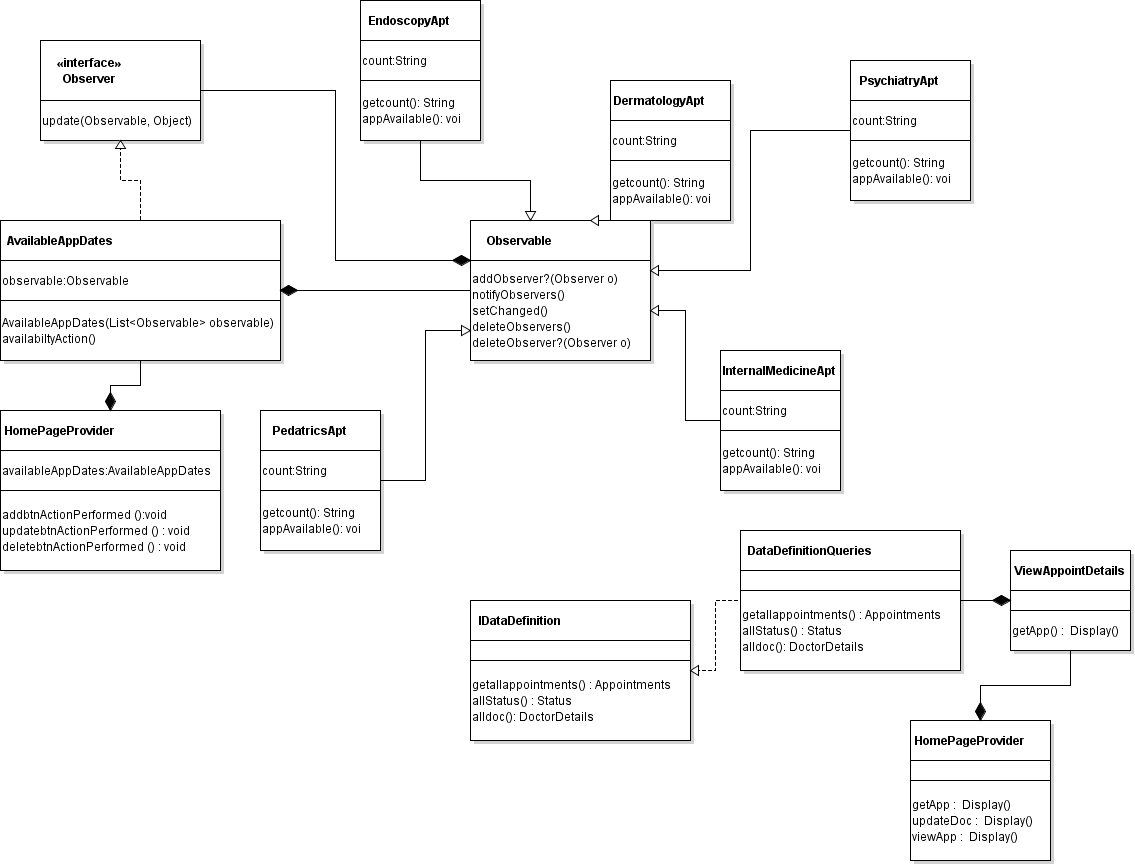 EndoscopyApt
count:String
getcount(): String
appAvailable(): voi
«interface»
Observer
update(Observable, Object)
DermatologyApt
count:String
getcount(): String
appAvailable(): voi
PsychiatryApt
count:String
getcount(): String
appAvailable(): voi
AvailableAppDates
observable:Observable
AvailableAppDates(List<Observable> observable)
availabiltyAction()
Observable
addObserver?(Observer o)
notifyObservers()
setChanged()
deleteObservers()
deleteObserver?(Observer o)
InternalMedicineApt
count:String
getcount(): String
appAvailable(): voi
HomePageProvider
availableAppDates:AvailableAppDates
addbtnActionPerformed ():void
updatebtnActionPerformed () : void
deletebtnActionPerformed () : void
PedatricsApt
count:String
getcount(): String
appAvailable(): voi
DataDefinitionQueries
getallappointments() : Appointments
allStatus() : Status
alldoc(): DoctorDetails
ViewAppointDetails
getApp() :  Display()
IDataDefinition
getallappointments() : Appointments
allStatus() : Status
alldoc(): DoctorDetails
HomePageProvider
getApp :  Display()
updateDoc :  Display()
viewApp :  Display()